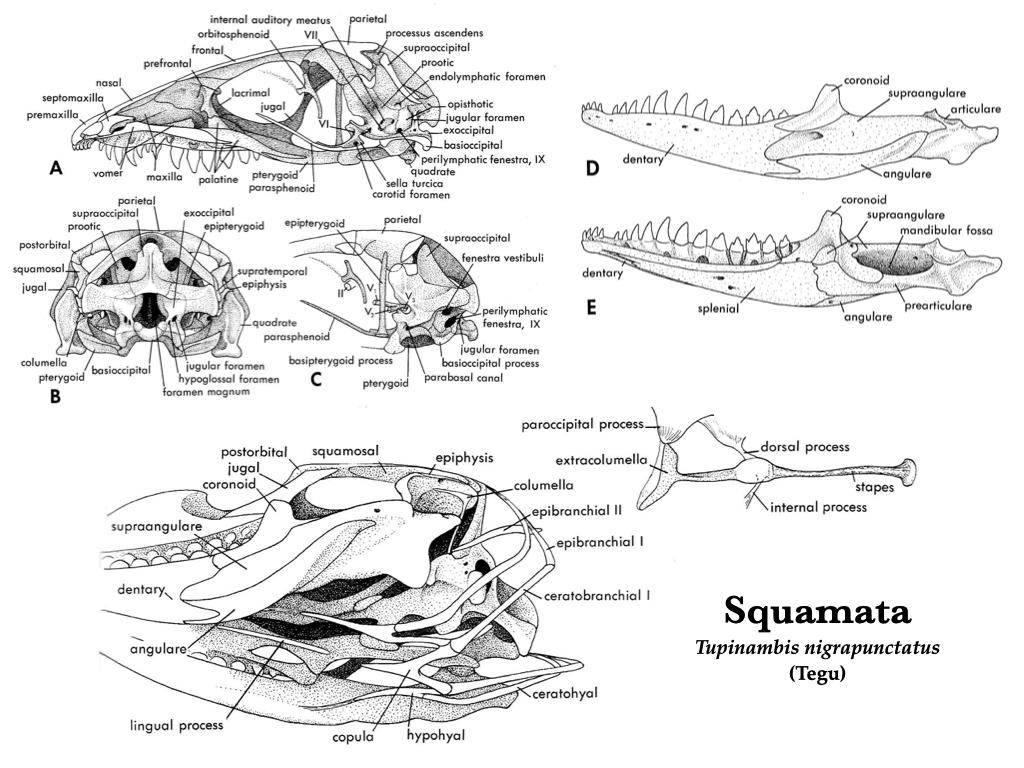 internal auditory meatus
parietal
orbitosphenoid
VII
processus ascendens
frontal
supraoccipital
prefrontal
prootic
endolymphatic foramen
nasal
lacrimal
septomaxilla
jugal
opisthotic
premaxilla
jugular foramen
VI
exoccipital
basioccipital
A
perilymphatic fenestra, IX
vomer
maxilla
palatine
pterygoid
quadrate
parasphenoid
sella turcica
carotid foramen
parietal
supraoccipital
exoccipital
prootic
epipterygoid
postorbital
squamosal
supratemporal
jugal
epiphysis
quadrate
columella
jugular foramen
pterygoid
basioccipital
hypoglossal foramen
B
foramen magnum
epipterygoid
parietal
supraoccipital
fenestra vestibuli
II
V1
V2
V3
perilymphatic
fenestra, IX
parasphenoid
jugular foramen
basipterygoid process
basioccipital process
C
parabasal canal
pterygoid
coronoid
supraangulare
articulare
dentary
D
angulare
coronoid
supraangulare
mandibular fossa
dentary
E
splenial
prearticulare
angulare
postorbital
squamosal
jugal
epiphysis
coronoid
columella
supraangulare
epibranchial II
epibranchial I
dentary
ceratobranchial I
angulare
ceratohyal
lingual process
copula
hypohyal
paroccipital process
dorsal process
extracolumella
stapes
internal process
Squamata
Tupinambis nigrapunctatus
(Tegu)